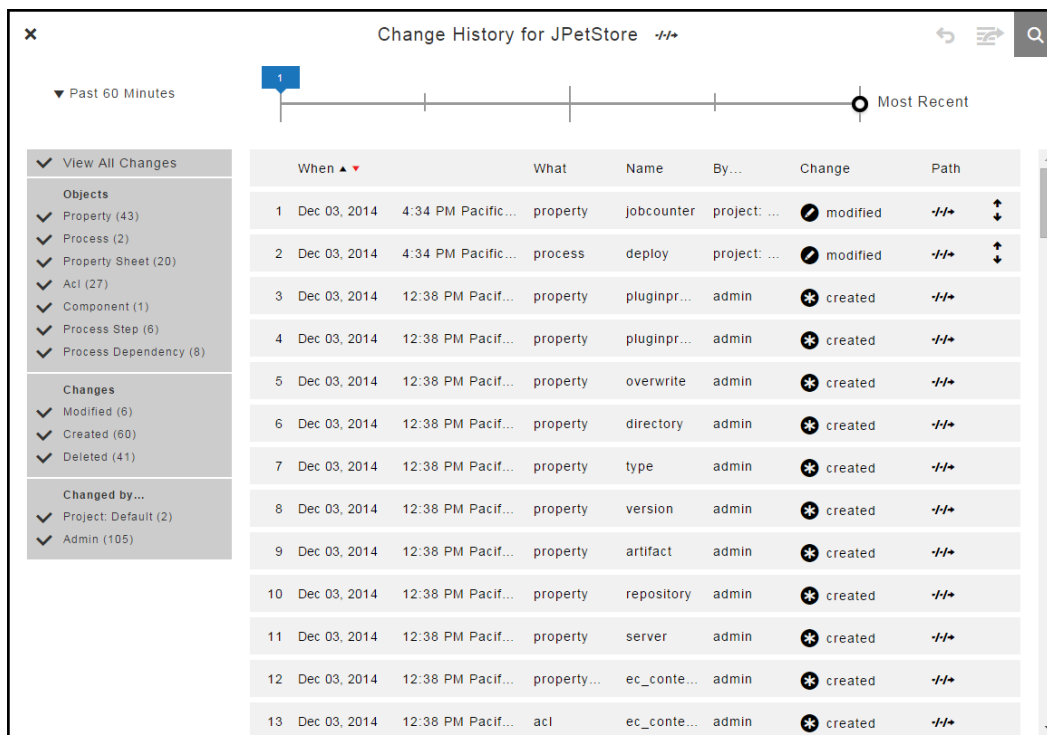 Change History for JPetStore
Past 60 Minutes
1
Most Recent
View All Changes
Objects
Property (43)
Process (2)
Property Sheet (20)
Acl (27)
Component (1)
Process Step (6)
Process Dependency (8)
Changes
Modified (6)
Created (60)
Deleted (41)
Changed by...
Project: Default (2)
Admin (105)
When What Name By... Change Path
1 Dec 03, 2014 4:34 PM Pacific... property jobcounter project: ... modified
2 Dec 03, 2014 4:34 PM Pacific... process deploy project: ... modified
3 Dec 03, 2014 12:38 PM Pacif... property pluginpr... admin created
4 Dec 03, 2014 12:38 PM Pacif... property pluginpr... admin created
5 Dec 03, 2014 12:38 PM Pacif... property overwrite admin created
6 Dec 03, 2014 12:38 PM Pacif... property directory admin created
7 Dec 03, 2014 12:38 PM Pacif... property type admin created
8 Dec 03, 2014 12:38 PM Pacif... property version admin created
9 Dec 03, 2014 12:38 PM Pacif... property artifact admin created
10 Dec 03, 2014 12:38 PM Pacif... property repository admin created
11 Dec 03, 2014 12:38 PM Pacif... property server admin created
12 Dec 03, 2014 12:38 PM Pacif... property... ec_conte... admin created
13 Dec 03, 2014 12:38 PM Pacif... acl ec_conte... admin created